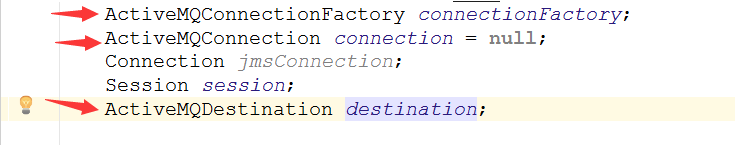 ActiveMQConnectionFactory connectionFactory;
ActiveMQConnection connection = null;
Connection jmsConnection;
Session session;
ActiveMQDestination destination;